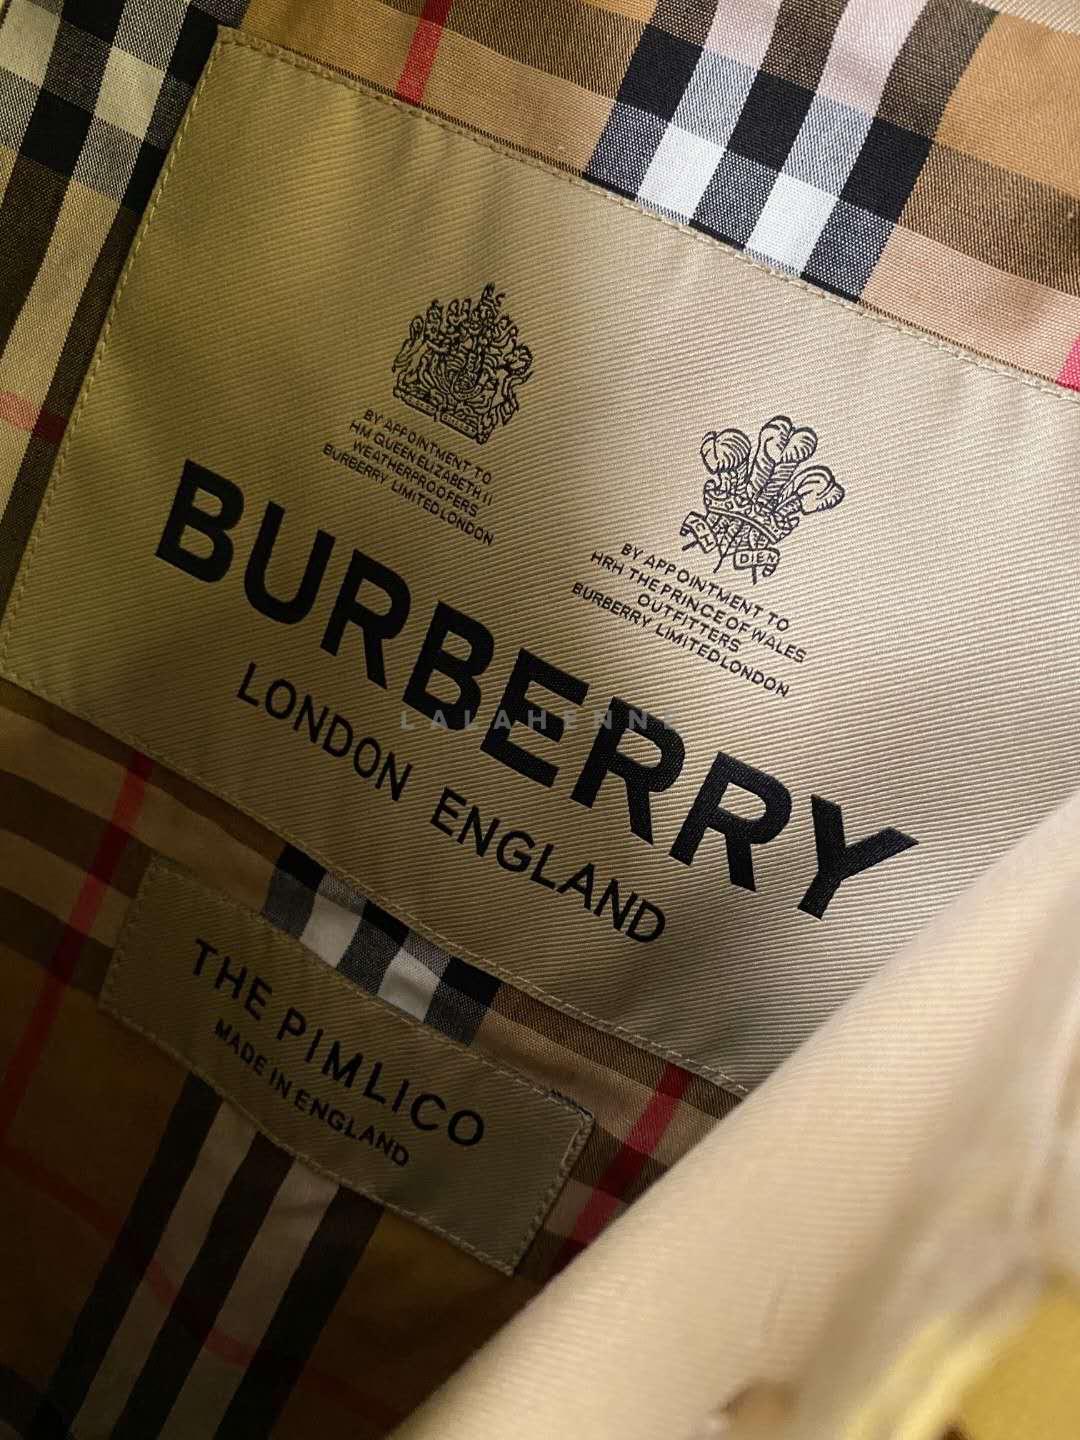 BY APPOINTMENT TO
HM QUEEN ELIZABETH II
WEATHERPROOFERS
BURBERRY LIMITED LONDON
DIEN
BY APPOINTMENT TO
HRH THE PRINCE OF WALES
OUTFITTERS
BURBERRY LIMITED LONDON
BURBERRY
LONDON ENGLAND
THE PIMLICO
MADE IN ENGLAND